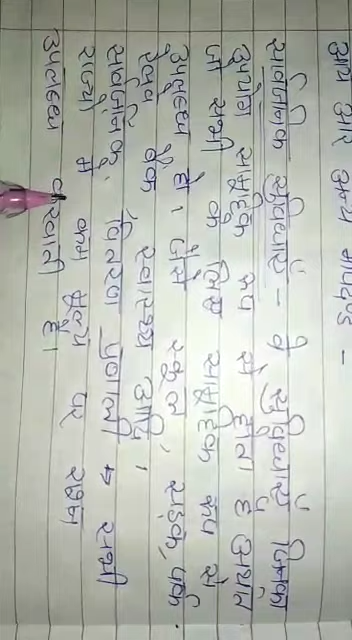 आय और अन्य मापदंड -
सार्वजनिक सुविधाएँ - वे सुविधाएँ जिनका
उपयोग सामूहिक रूप से होता है अर्थात
जो सभी के लिए सामूहिक रूप से
उपलब्ध हो। जैसे स्कूल, सड़क, पार्क
रेलवे बैंक स्वास्थ्य आदि।
सार्वजनिक वितरण प्रणाली → सभी
राज्यों में कम मूल्य पर राशन
उपलब्ध करवाती है।